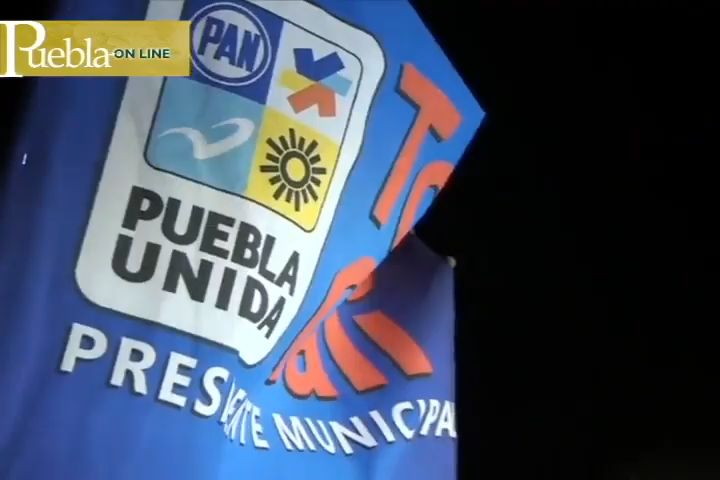 Puebla ON LINE
PAN
PUEBLA
UNIDA
PRESIDENTE MUNICIPAL